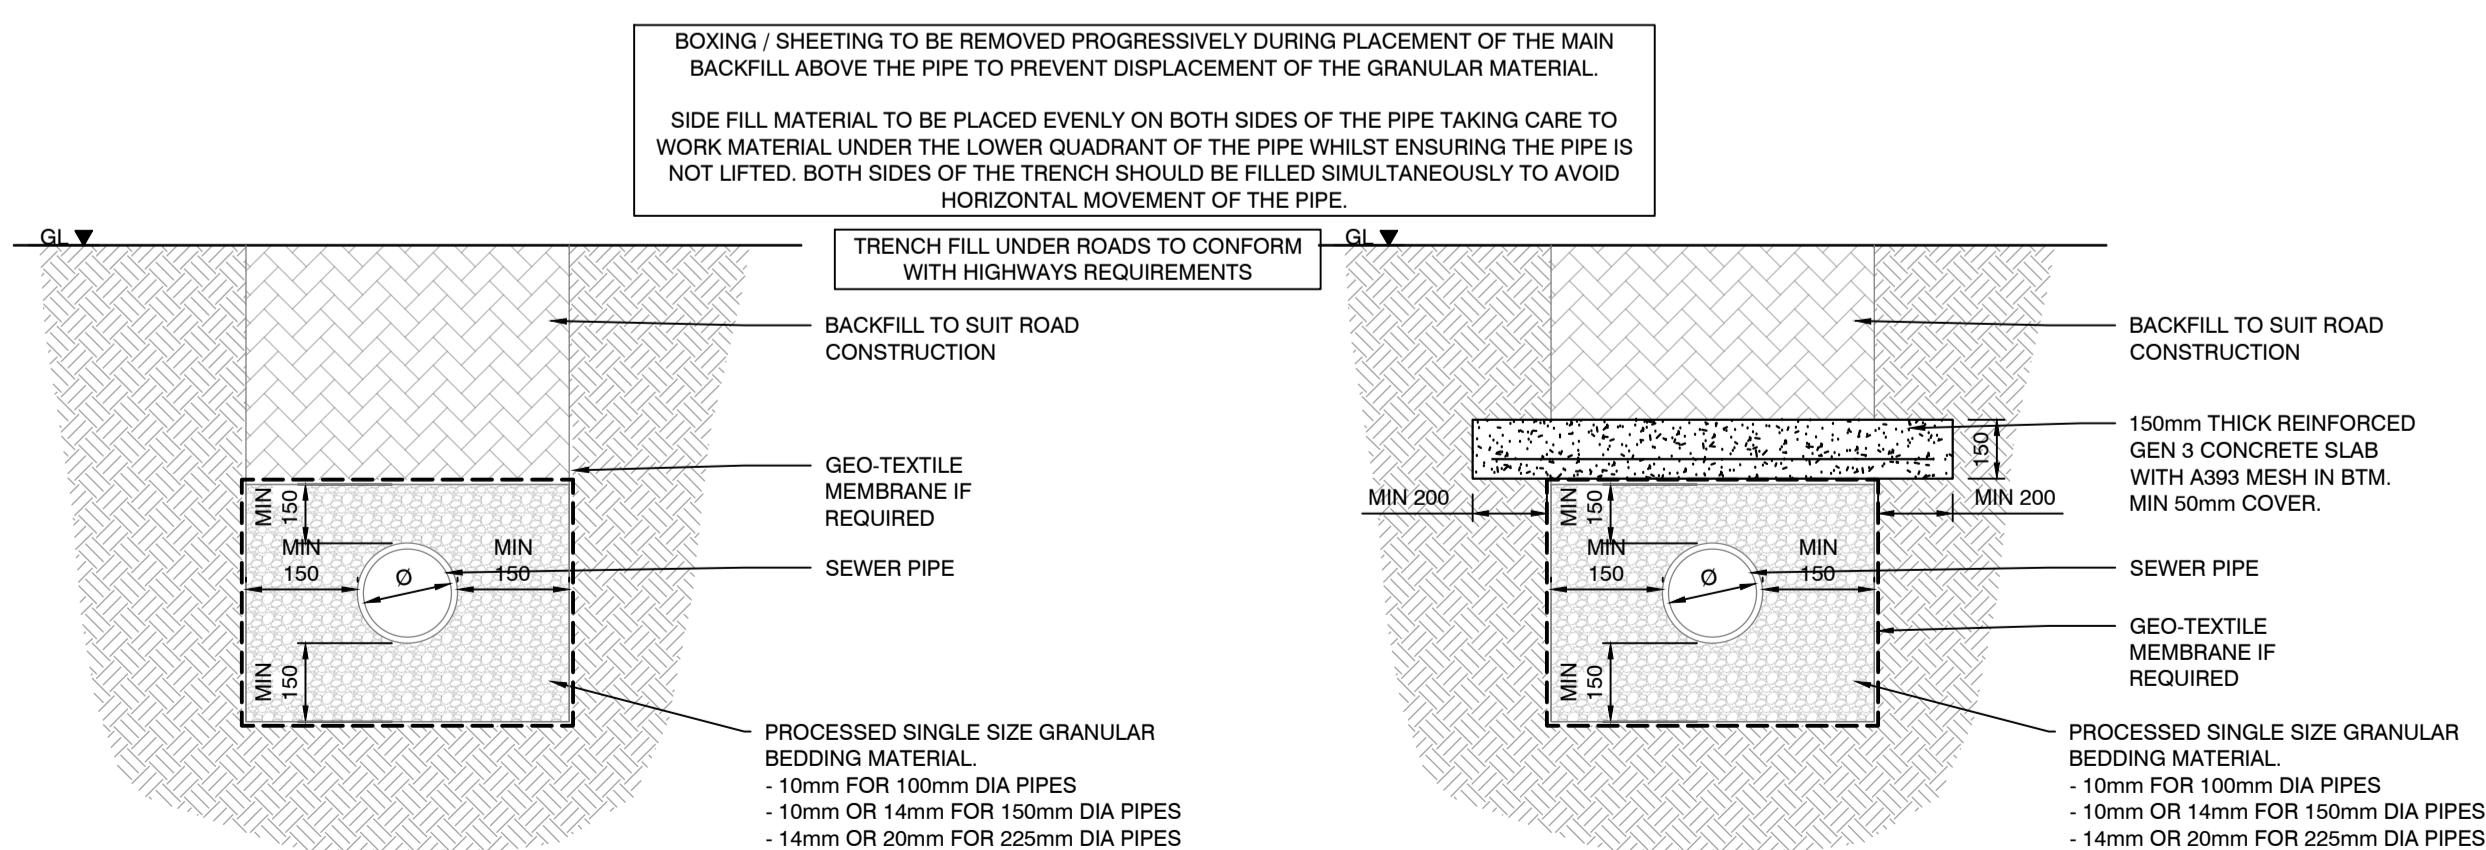 BOXING / SHEETING TO BE REMOVED PROGRESSIVELY DURING PLACEMENT OF THE MAIN
BACKFILL ABOVE THE PIPE TO PREVENT DISPLACEMENT OF THE GRANULAR MATERIAL.
SIDE FILL MATERIAL TO BE PLACED EVENLY ON BOTH SIDES OF THE PIPE TAKING CARE TO
WORK MATERIAL UNDER THE LOWER QUADRANT OF THE PIPE WHILST ENSURING THE PIPE IS
NOT LIFTED. BOTH SIDES OF THE TRENCH SHOULD BE FILLED SIMULTANEOUSLY TO AVOID
HORIZONTAL MOVEMENT OF THE PIPE.
TRENCH FILL UNDER ROADS TO CONFORM
WITH HIGHWAYS REQUIREMENTS
GL
BACKFILL TO SUIT ROAD
CONSTRUCTION
GEO-TEXTILE
MEMBRANE IF
REQUIRED
MIN
150
MIN
150
MIN
150
Ø
SEWER PIPE
MIN
150
PROCESSED SINGLE SIZE GRANULAR
BEDDING MATERIAL.
- 10mm FOR 100mm DIA PIPES
- 10mm OR 14mm FOR 150mm DIA PIPES
- 14mm OR 20mm FOR 225mm DIA PIPES
GL
BACKFILL TO SUIT ROAD
CONSTRUCTION
150mm THICK REINFORCED
GEN 3 CONCRETE SLAB
WITH A393 MESH IN BTM.
MIN 50mm COVER.
150
MIN 200
MIN 200
MIN
150
MIN
150
MIN
150
Ø
SEWER PIPE
GEO-TEXTILE
MEMBRANE IF
REQUIRED
MIN
150
PROCESSED SINGLE SIZE GRANULAR
BEDDING MATERIAL.
- 10mm FOR 100mm DIA PIPES
- 10mm OR 14mm FOR 150mm DIA PIPES
- 14mm OR 20mm FOR 225mm DIA PIPES